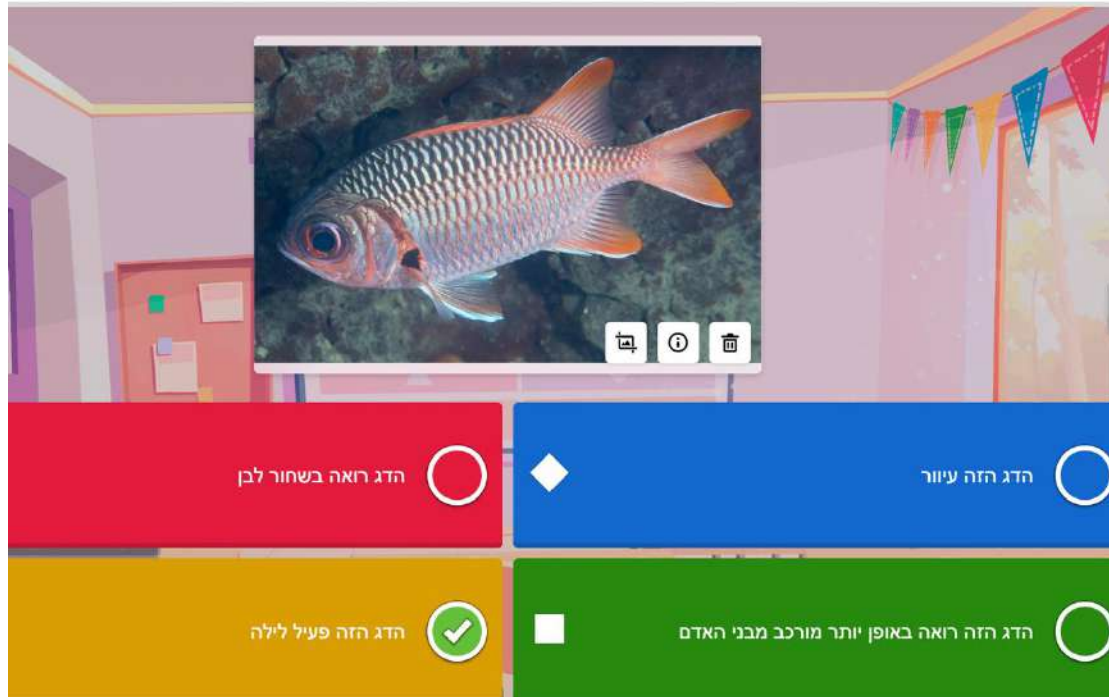 הדג הזה עיוור
הדג רואה בשחור לבן
הדג הזה רואה באופן יותר מורכב מבני האדם
הדג הזה פעיל לילה